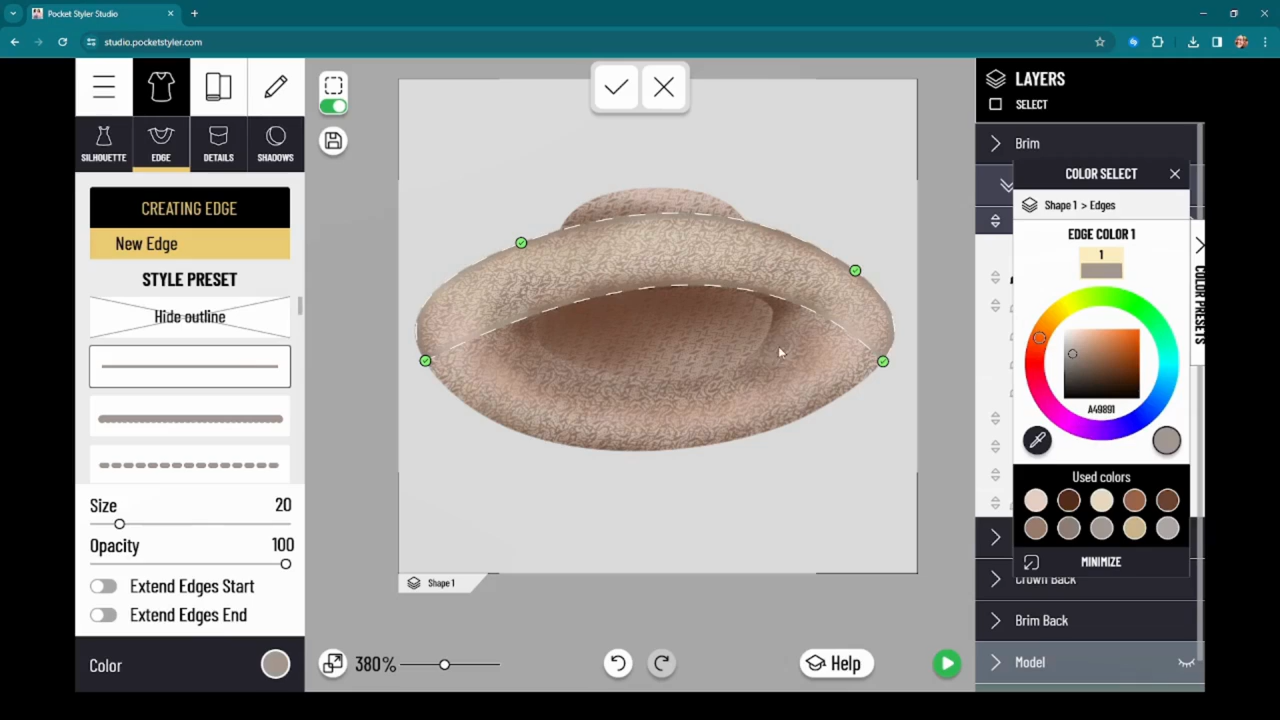 Pocket Styler Studio
studio.pocketstyler.com
SILHOUETTE
EDGE
DETAILS
SHADOWS
CREATING EDGE
New Edge
STYLE PRESET
Hide outline
Size 20
Opacity 100
Extend Edges Start
Extend Edges End
Color
Shape 1
380%
Help
LAYERS
SELECT
Brim
COLOR SELECT
Shape 1 > Edges
EDGE COLOR 1
1
A49891
COLOR PRESETS
Used colors
MINIMIZE
Crown Back
Brim Back
Model